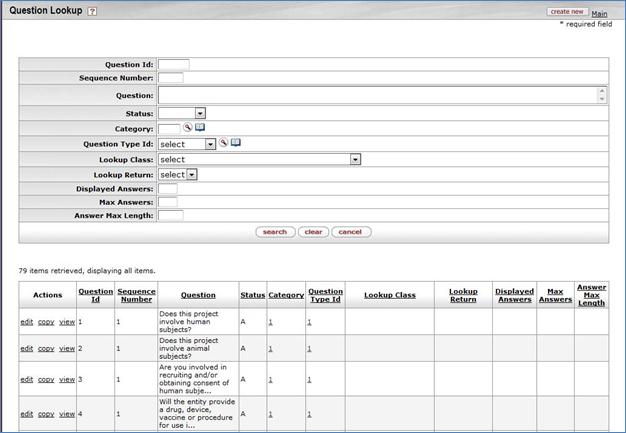 Question Lookup ?
create new Main
* required field
Question Id:
Sequence Number:
Question:
Status:
Category:
Question Type Id: select
Lookup Class: select
Lookup Return: select
Displayed Answers:
Max Answers:
Answer Max Length:
search clear cancel
79 items retrieved, displaying all items.
Actions Question Id Sequence Number Question Status Category Question Type Id Lookup Class Lookup Return Displayed Answers Max Answers Answer Max Length
edit copy view 1 1 Does this project involve human subjects? A 1 1
edit copy view 2 1 Does this project involve animal subjects? A 1 1
edit copy view 3 1 Are you involved in recruiting and/or obtaining consent of human subje... A 1 1
edit copy view 4 1 Will the entity provide a drug, device, vaccine or procedure for use i... A 1 1